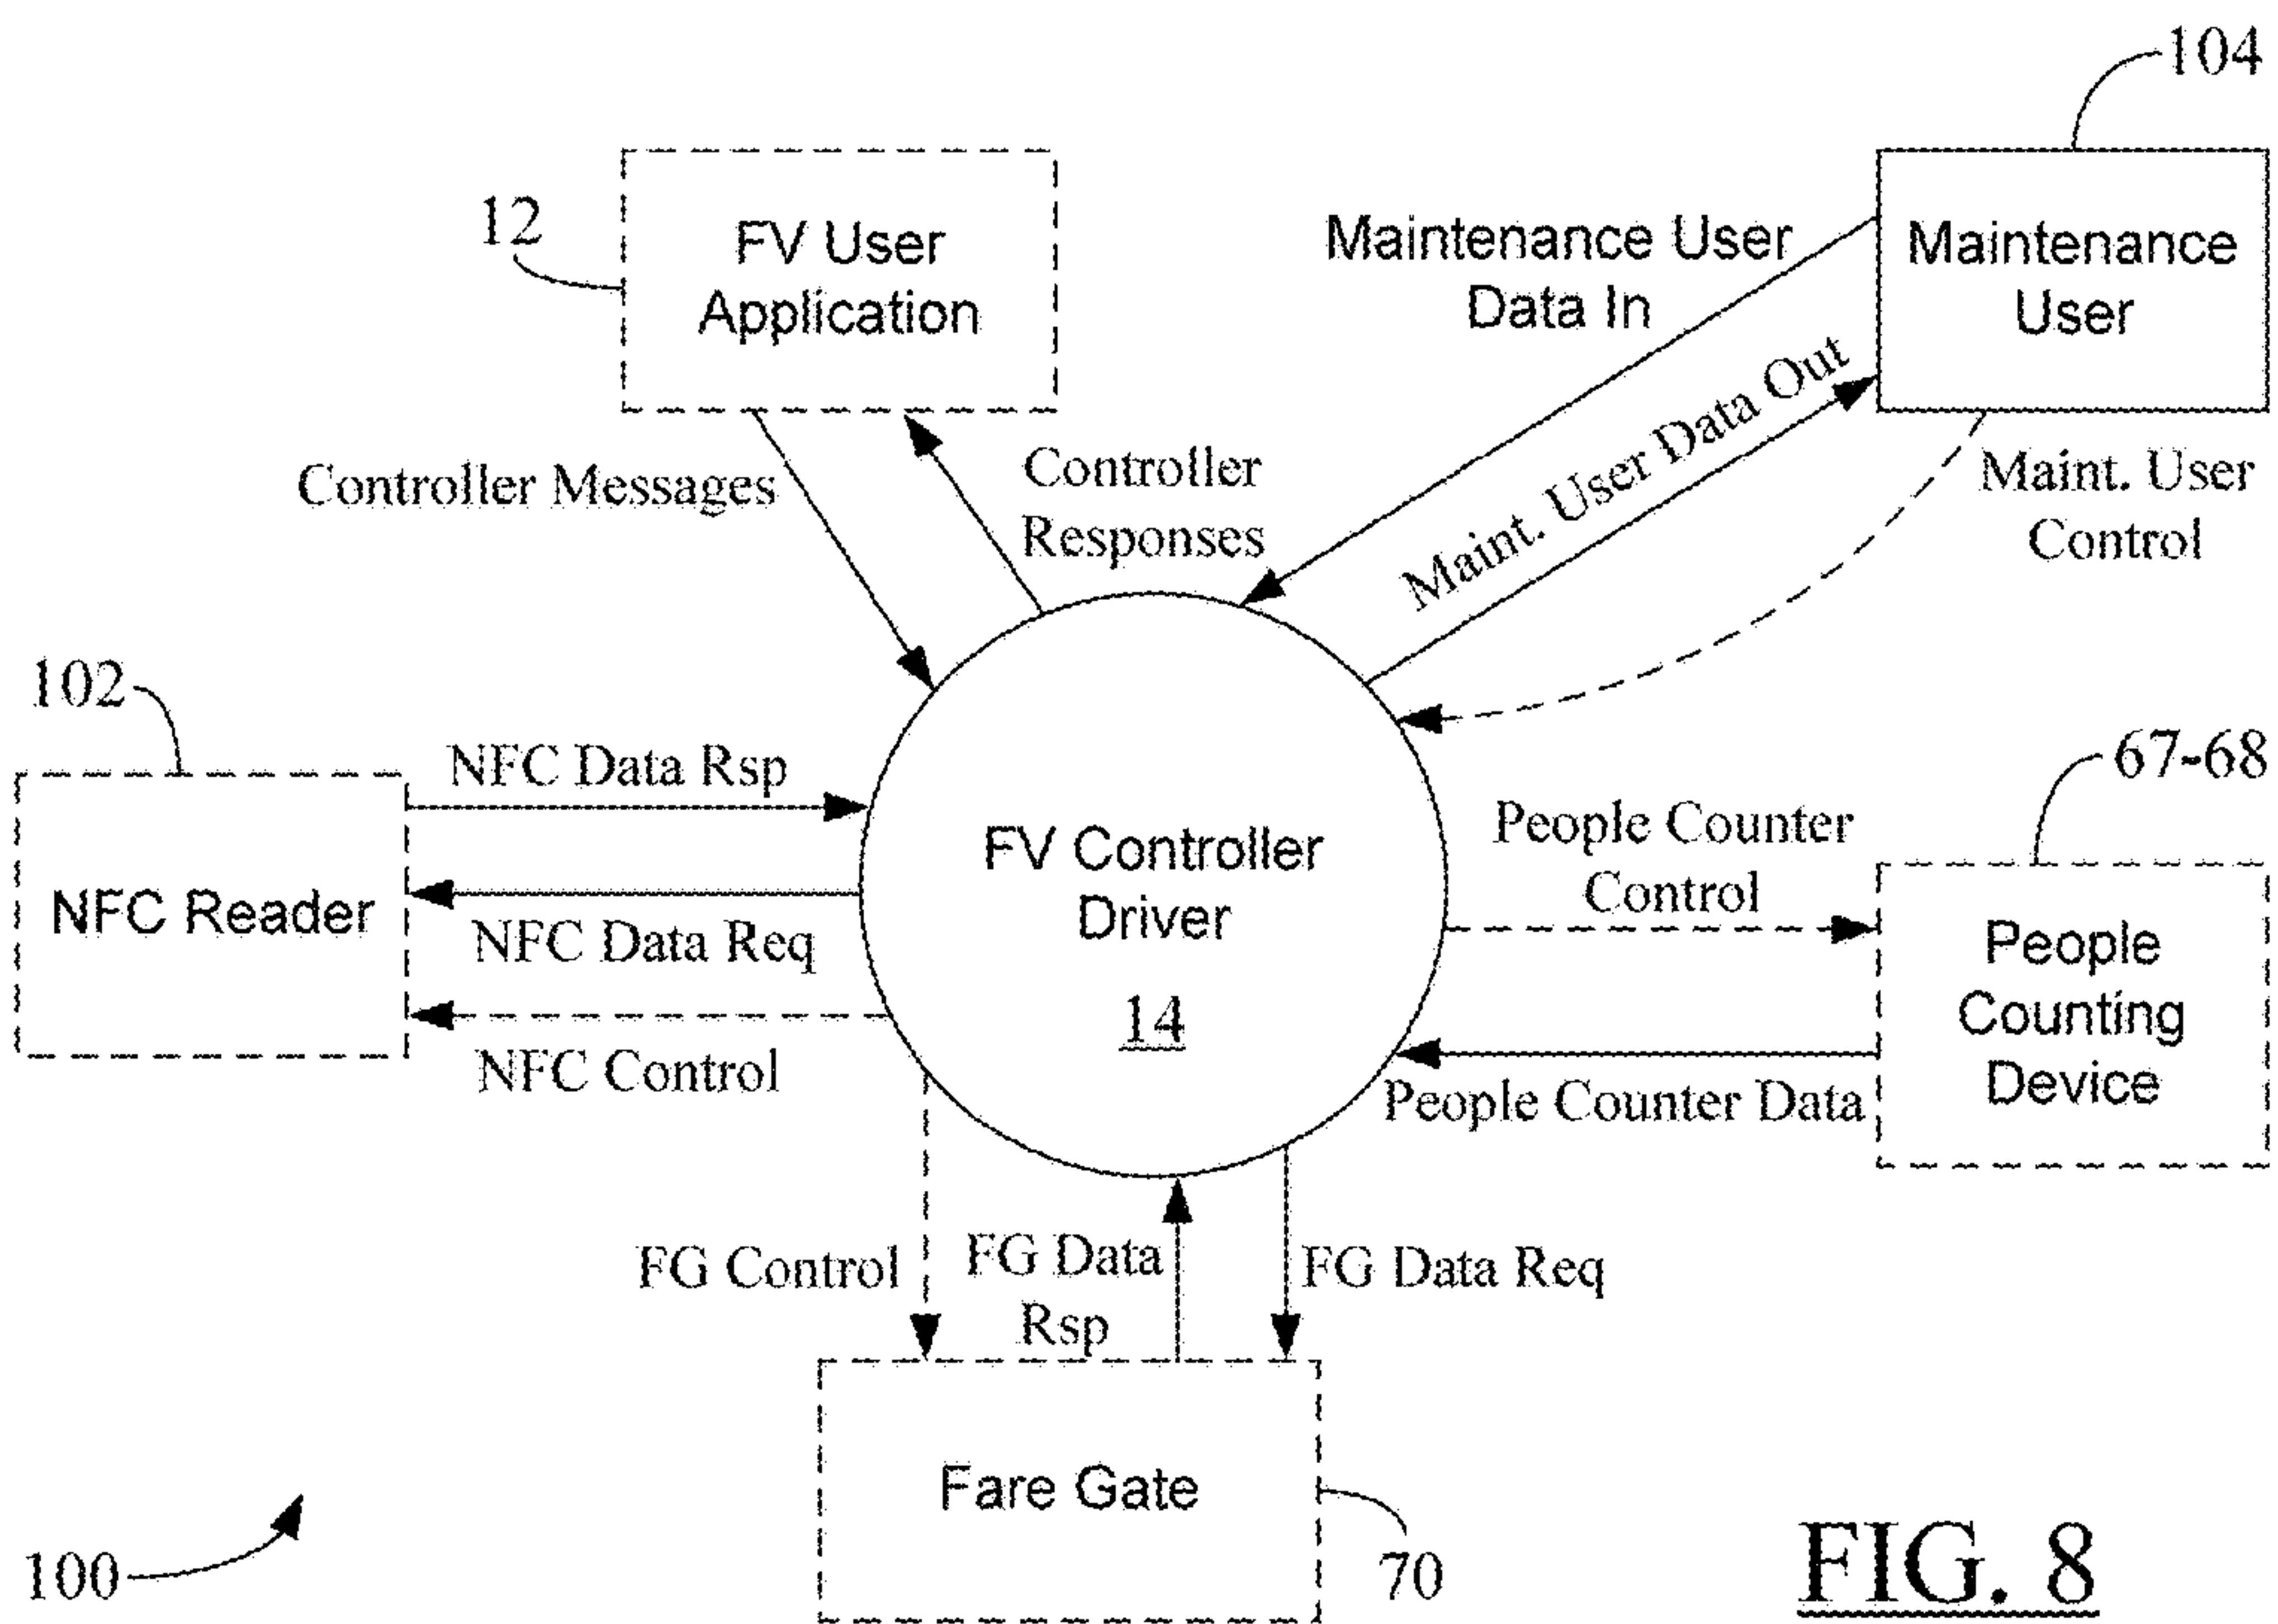 104
12
FV User
Application
Maintenance User
Data In
Maintenance
User
Maint. User Data Out
Controller Messages
Controller
Responses
Maint. User
Control
102
NFC Data Rsp
67-68
NFC Reader
NFC Data Req
NFC Control
FV Controller
Driver
14
People Counter
Control
People
Counting
Device
People Counter Data
FG Control
FG Data
Rsp
FG Data Req
Fare Gate
70
100
FIG. 8